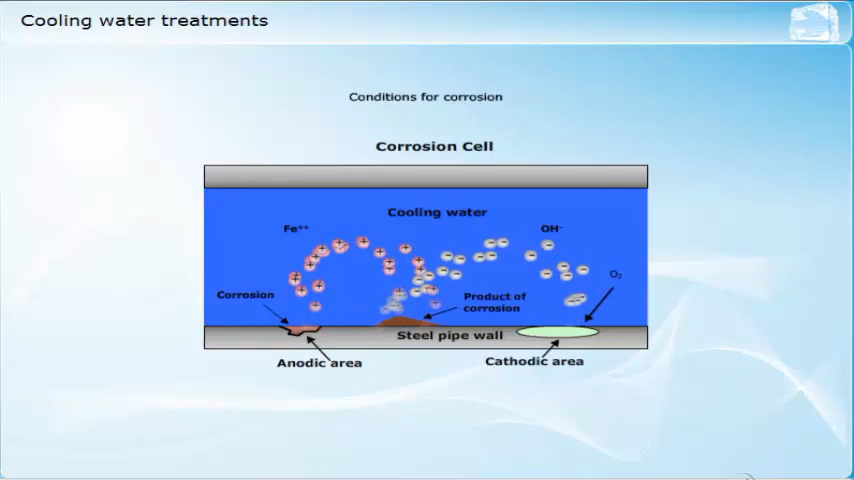 Cooling water treatments
Conditions for corrosion
Corrosion Cell
Cooling water
Fe++
OH-
O2
Corrosion
Product of
corrosion
Steel pipe wall
Anodic area
Cathodic area